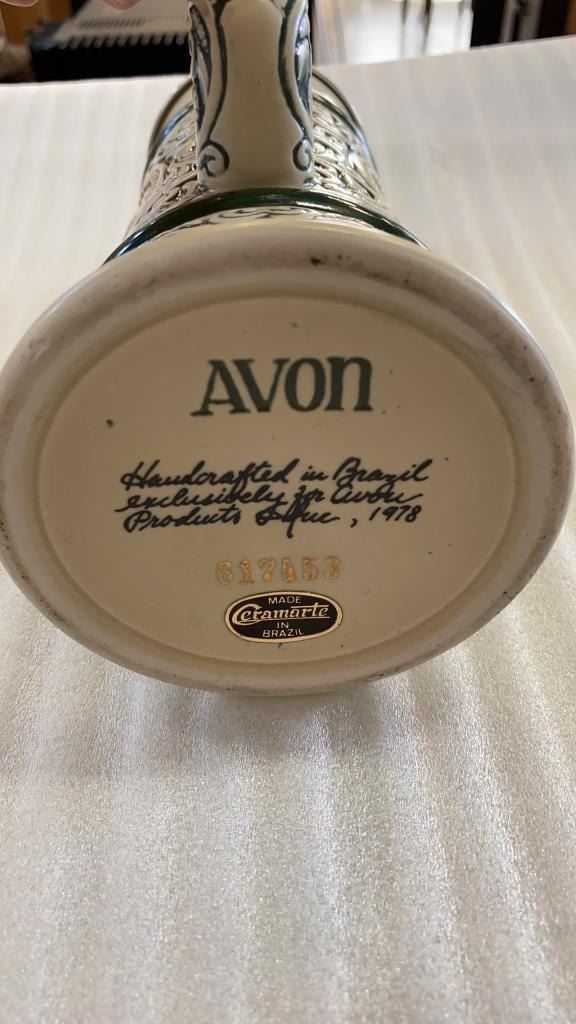 AVON
Handcrafted in Brazil
exclusively for Avon
Products Inc., 1978
617453
MADE
Ceramarte
IN
BRAZIL